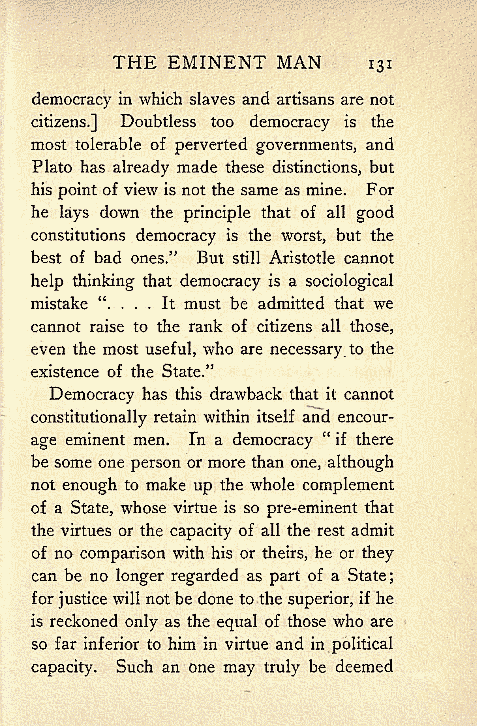 THE EMINENT MAN 131
democracy in which slaves and artisans are not
citizens.] Doubtless too democracy is the
most tolerable of perverted governments, and
Plato has already made these distinctions, but
his point of view is not the same as mine. For
he lays down the principle that of all good
constitutions democracy is the worst, but the
best of bad ones.” But still Aristotle cannot
help thinking that democracy is a sociological
mistake “. . . . It must be admitted that we
cannot raise to the rank of citizens all those,
even the most useful, who are necessary to the
existence of the State.”
Democracy has this drawback that it cannot
constitutionally retain within itself and encour-
age eminent men. In a democracy “ if there
be some one person or more than one, although
not enough to make up the whole complement
of a State, whose virtue is so pre-eminent that
the virtues or the capacity of all the rest admit
of no comparison with his or theirs, he or they
can be no longer regarded as part of a State;
for justice will not be done to the superior, if he
is reckoned only as the equal of those who are
so far inferior to him in virtue and in political
capacity. Such an one may truly be deemed